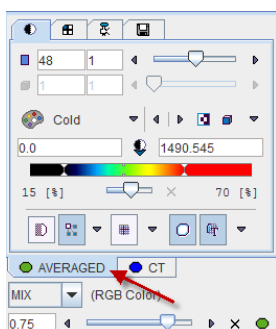 48 1
1 1
Cold
0.0 1490.545
15 [%] 70 [%]
AVERAGED CT
MIX (RGB Color)
0.75